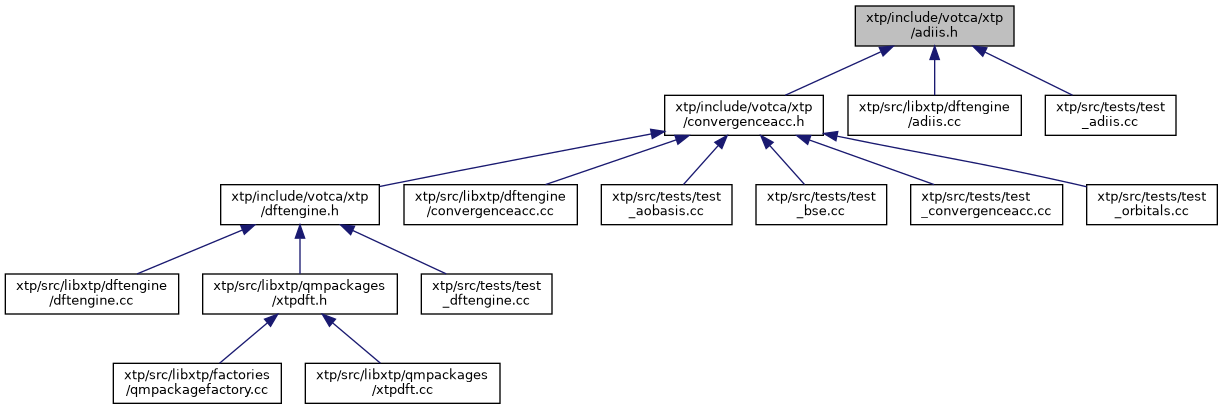 xtp/include/votca/xtp
/adiis.h
xtp/include/votca/xtp
/convergenceacc.h
xtp/src/libxtp/dftengine
/adiis.cc
xtp/src/tests/test
_adiis.cc
xtp/include/votca/xtp
/dftengine.h
xtp/src/libxtp/dftengine
/convergenceacc.cc
xtp/src/tests/test
_aobasis.cc
xtp/src/tests/test
_bse.cc
xtp/src/tests/test
_convergenceacc.cc
xtp/src/tests/test
_orbitals.cc
xtp/src/libxtp/dftengine
/dftengine.cc
xtp/src/libxtp/qmpackages
/xtpdft.h
xtp/src/tests/test
_dftengine.cc
xtp/src/libxtp/factories
/qmpackagefactory.cc
xtp/src/libxtp/qmpackages
/xtpdft.cc